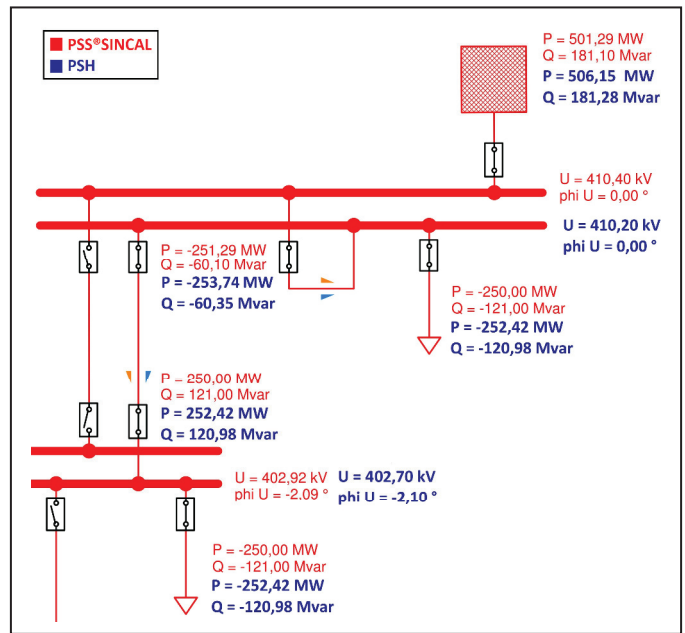 PSS®SINCAL
PSH
P = 501,29 MW
Q = 181,10 Mvar
P = 506,15 MW
Q = 181,28 Mvar
U = 410,40 kV
phi U = 0,00 °
U = 410,20 kV
phi U = 0,00 °
P = -251,29 MW
Q = -60,10 Mvar
P = -253,74 MW
Q = -60,35 Mvar
P = -250,00 MW
Q = -121,00 Mvar
P = -252,42 MW
Q = -120,98 Mvar
P = 250,00 MW
Q = 121,00 Mvar
P = 252,42 MW
Q = 120,98 Mvar
U = 402,92 kV U = 402,70 kV
phi U = -2.09 ° phi U = -2,10 °
P = -250,00 MW
Q = -121,00 Mvar
P = -252,42 MW
Q = -120,98 Mvar